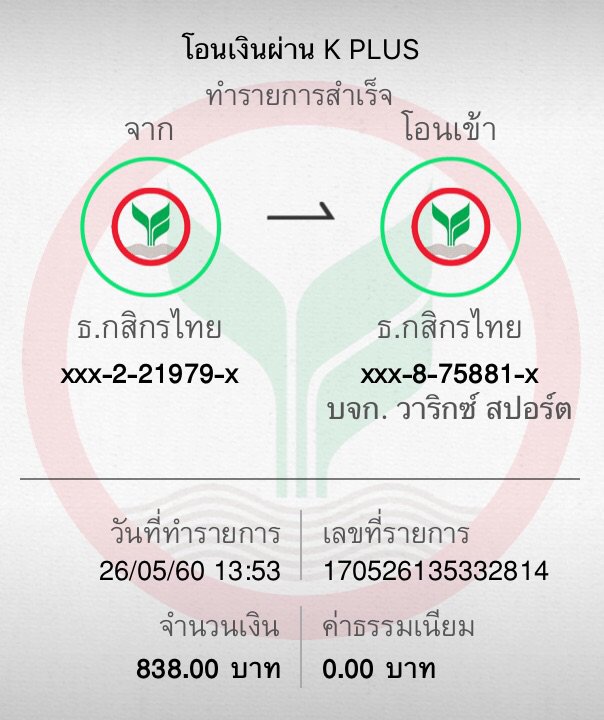 โอนเงินผ่าน K PLUS
ทำรายการสำเร็จ
จาก
โอนเข้า
ธ.กสิกรไทย
ธ.กสิกรไทย
xxx-2-21979-x
xxx-8-75881-x
บจก. วาริกซ์ สปอร์ต
วันที่ทำรายการ
26/05/60 13:53
เลขที่รายการ
170526135332814
จำนวนเงิน
838.00 บาท
ค่าธรรมเนียม
0.00 บาท